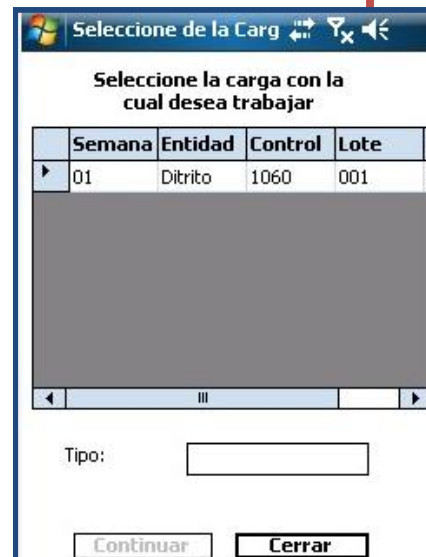 Seleccione de la Carg
Seleccione la carga con la
cual desea trabajar
Semana Entidad Control Lote
01 Ditrito 1060 001
Tipo:
Continuar Cerrar